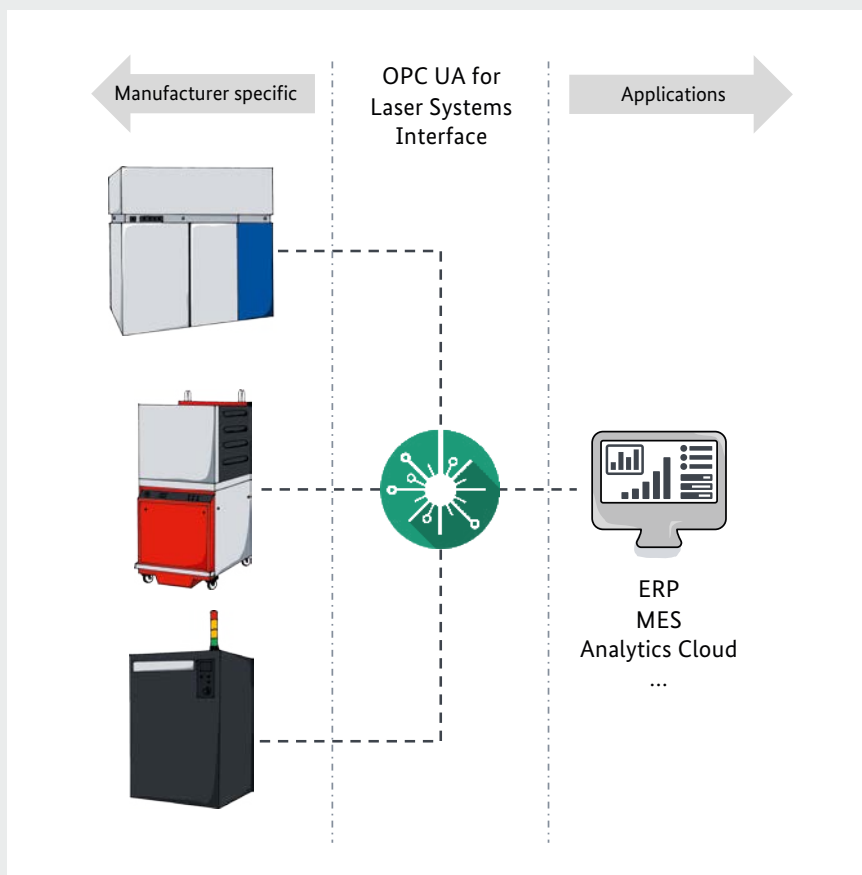 Manufacturer specific
OPC UA for
Laser Systems
Interface
Applications
ERP
MES
Analytics Cloud
...